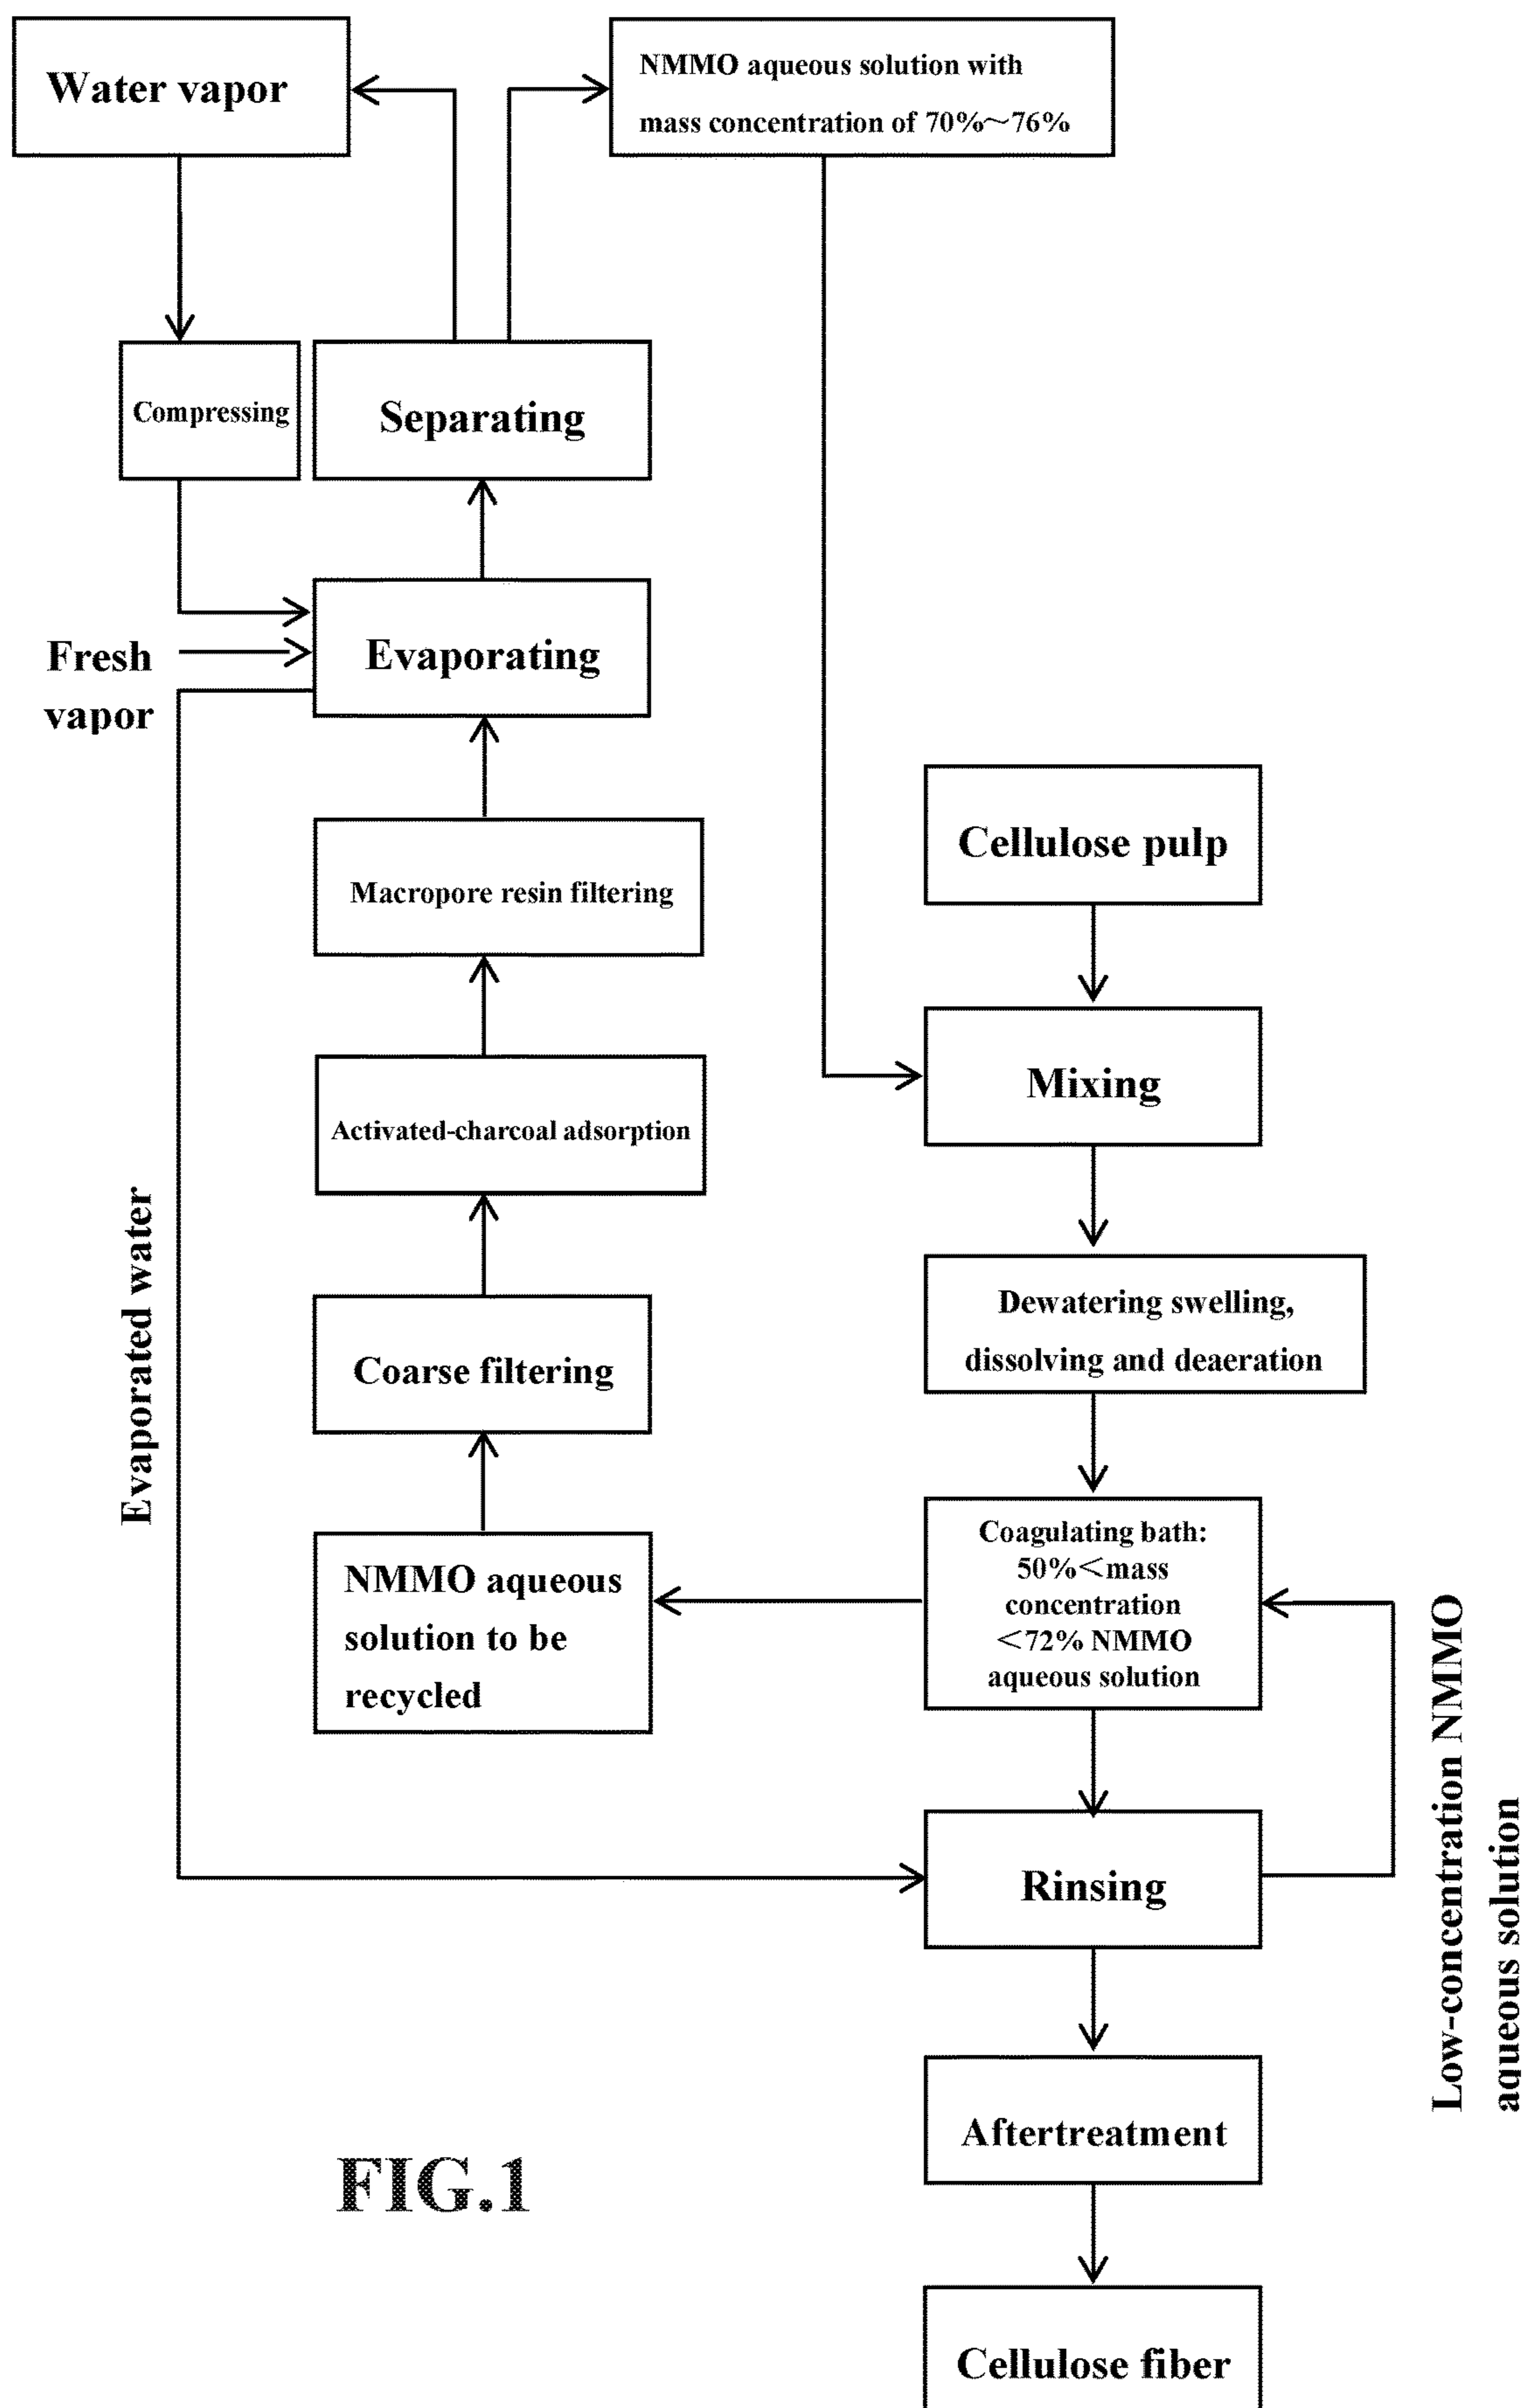 Water vapor
NMMO aqueous solution with
mass concentration of 70%～76%
Compressing
Separating
Fresh
vapor
Evaporating
Macropore resin filtering
Cellulose pulp
Activated-charcoal adsorption
Mixing
Evaporated water
Coarse filtering
Dewatering swelling,
dissolving and deaeration
NMMO aqueous
solution to be
recycled
Coagulating bath:
50%＜mass
concentration
＜72% NMMO
aqueous solution
Low-concentration NMMO
aqueous solution
Rinsing
Aftertreatment
FIG.1
Cellulose fiber